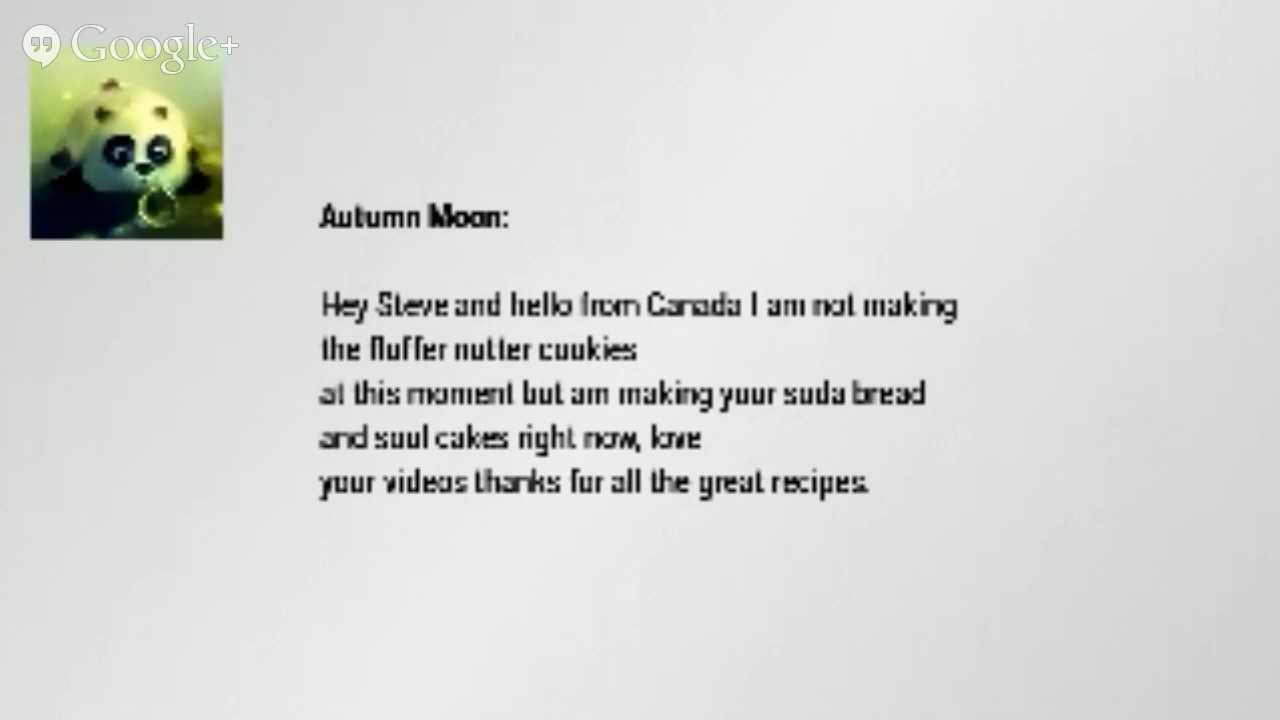 Google+
Autumn Moon:
Hey Steve and hello from Canada I am not making
the fluffer nutter cookies
at this moment but am making your soda bread
and soul cakes right now, love
your videos thanks for all the great recipes.